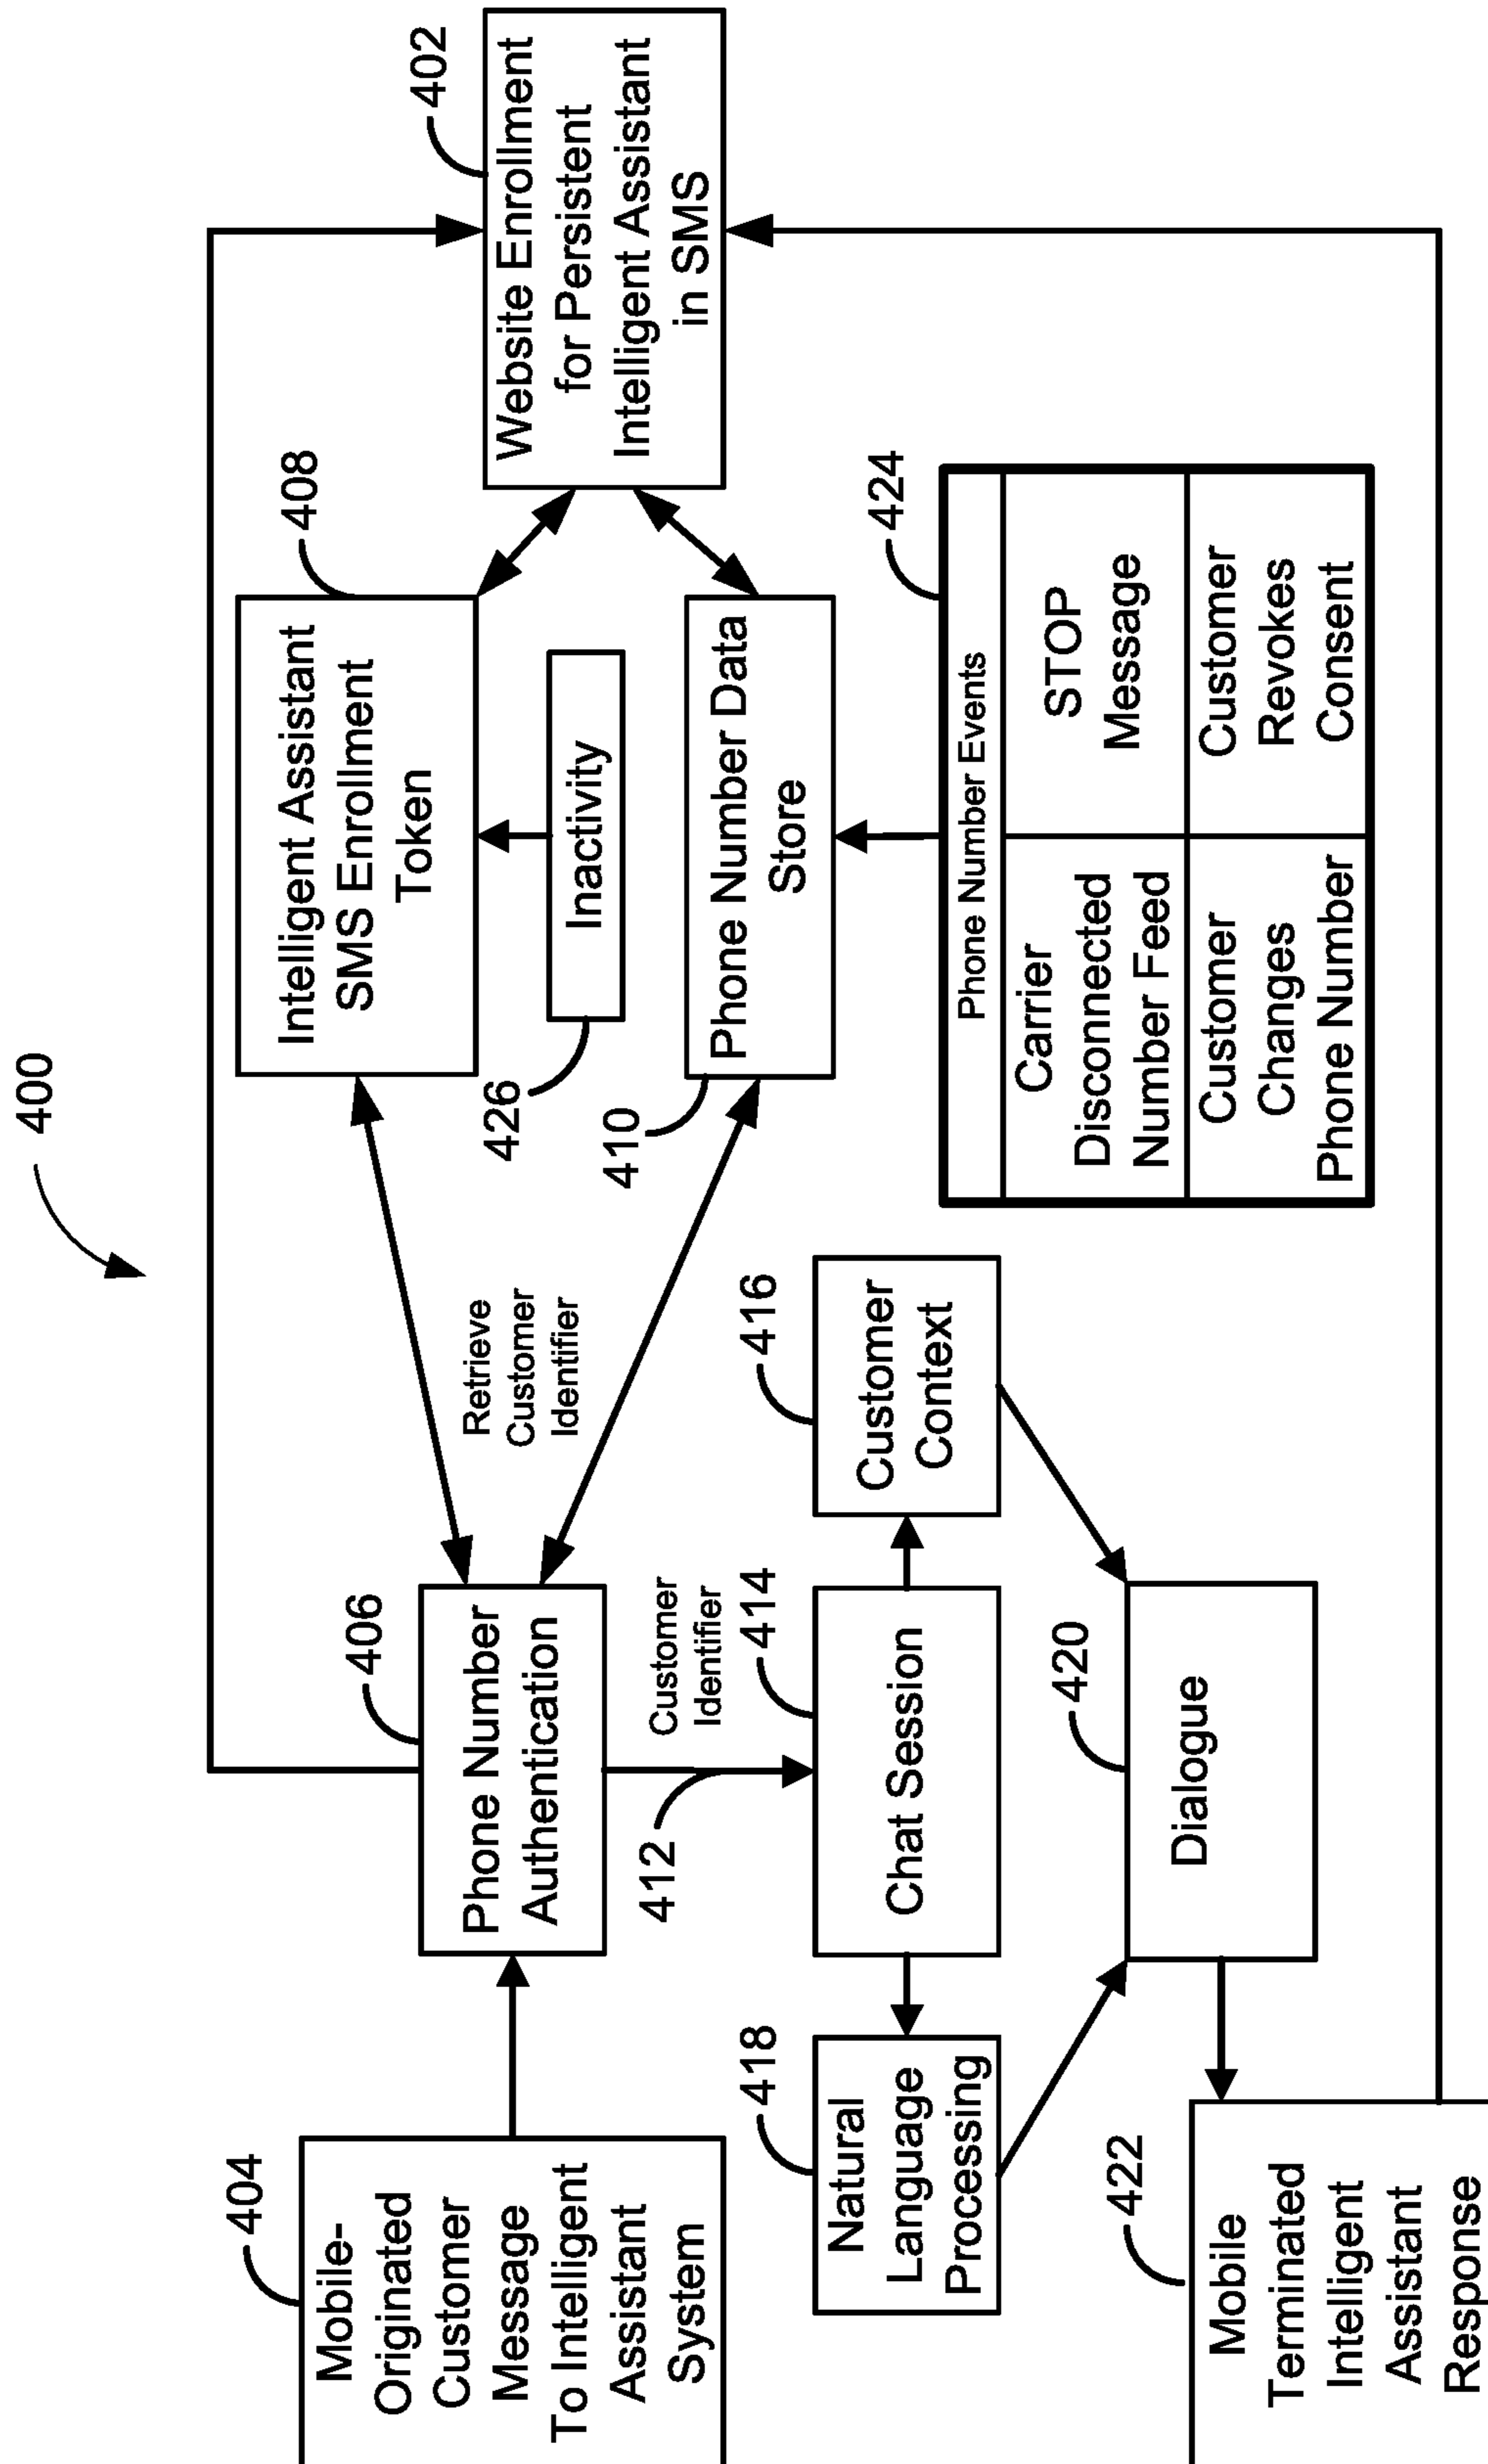 400
404
Mobile-
Originated
Customer
Message
To Intelligent
Assistant
System
406
Phone Number
Authentication
Retrieve
Customer
Identifier
408
Intelligent Assistant
SMS Enrollment
Token
426
Inactivity
410
Phone Number Data
Store
402
Website Enrollment
for Persistent
Intelligent Assistant
in SMS
412
Customer
Identifier
414
Chat Session
416
Customer
Context
418
Natural
Language
Processing
420
Dialogue
422
Mobile
Terminated
Intelligent
Assistant
Response
424
Phone Number Events
Carrier
Disconnected
Number Feed
STOP
Message
Customer
Changes
Phone Number
Customer
Revokes
Consent